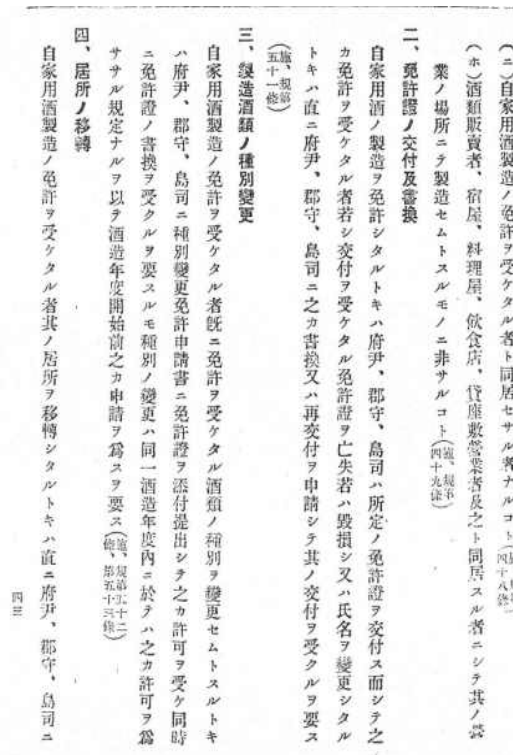 (ニ)自家用酒製造ノ免許ヲ受ケタル者ト同居セサル者ナルコト(施、規第四十八條)
(ホ)酒類販賣者、宿屋、料理屋、飮食店、貸座敷營業者及之ト同居スル者ニシテ其ノ營
業ノ場所ニテ製造セムトスルモノニ非サルコト(施、規第四十九條)
二、免許證ノ交付及書換
自家用酒ノ製造ヲ免許シタルトキハ府尹、郡守、島司ハ所定ノ免許證ヲ交付ス而シテ之
カ免許ヲ受ケタル者若シ交付ヲ受ケタル免許證ヲ亡失若ハ毀損シ又ハ氏名ヲ變更シタル
トキハ直ニ府尹、郡守、島司ニ之カ書換又ハ再交付ヲ申請シテ其ノ交付ヲ受クルヲ要ス
(施、規第五十一條)
三、製造酒類ノ種別變更
自家用酒製造ノ免許ヲ受ケタル者旣ニ免許ヲ受ケタル酒類ノ種別ヲ變更セムトスルトキ
ハ府尹、郡守、島司ニ種別變更免許申請書ニ免許證ヲ添付提出シテ之カ許可ヲ受ケ同時
ニ免許證ノ書換ヲ受クルヲ要スルモ種別ノ變更ハ同一酒造年度內ニ於テハ之カ許可ヲ爲
ササル規定ナルヲ以テ酒造年度開始前之カ申請ヲ爲スヲ要ス(施、規第五十二條、第五十三條)
四、居所ノ移轉
自家用酒製造ノ免許ヲ受ケタル者其ノ居所ヲ移轉シタルトキハ直ニ府尹、郡守、島司ニ
四三